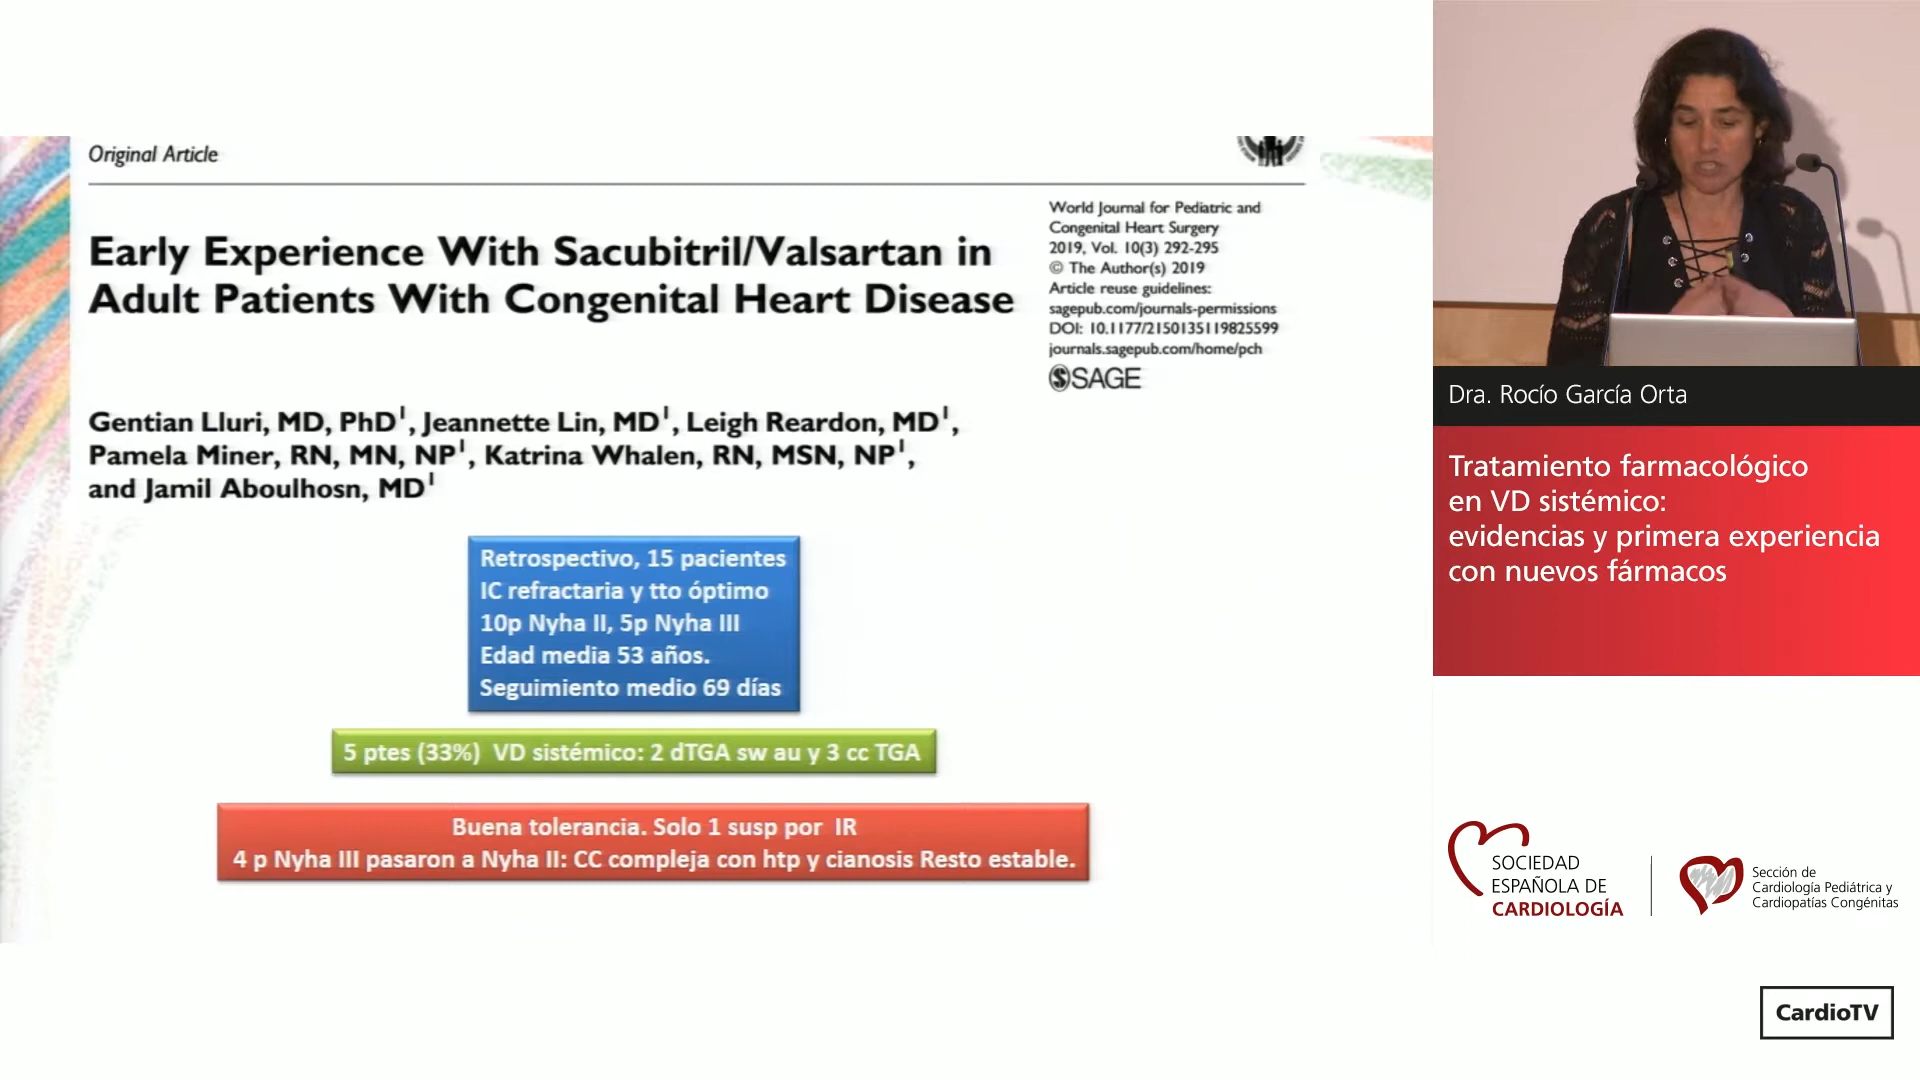 Original Article
World Journal for Pediatric and
Congenital Heart Surgery
2019, Vol. 10(3) 292-295
© The Author(s) 2019
Article reuse guidelines:
sagepub.com/journals-permissions
DOI: 10.1177/2150135119825599
journals.sagepub.com/home/pch
SAGE
Early Experience With Sacubitril/Valsartan in
Adult Patients With Congenital Heart Disease
Gentian Lluri, MD, PhD¹, Jeannette Lin, MD¹, Leigh Reardon, MD¹,
Pamela Miner, RN, MN, NP¹, Katrina Whalen, RN, MSN, NP¹,
and Jamil Aboulhosn, MD¹
Retrospectivo, 15 pacientes
IC refractaria y tto óptimo
10p Nyha II, 5p Nyha III
Edad media 53 años.
Seguimiento medio 69 días
5 ptes (33%) VD sistémico: 2 dTGA sw au y 3 cc TGA
Buena tolerancia. Solo 1 susp por IR
4 p Nyha III pasaron a Nyha II: CC compleja con htp y cianosis Resto estable.
Dra. Rocío García Orta
Tratamiento farmacológico
en VD sistémico:
evidencias y primera experiencia
con nuevos fármacos
SOCIEDAD
ESPAÑOLA DE
CARDIOLOGÍA
Sección de
Cardiología Pediátrica y
Cardiopatías Congénitas
CardioTV